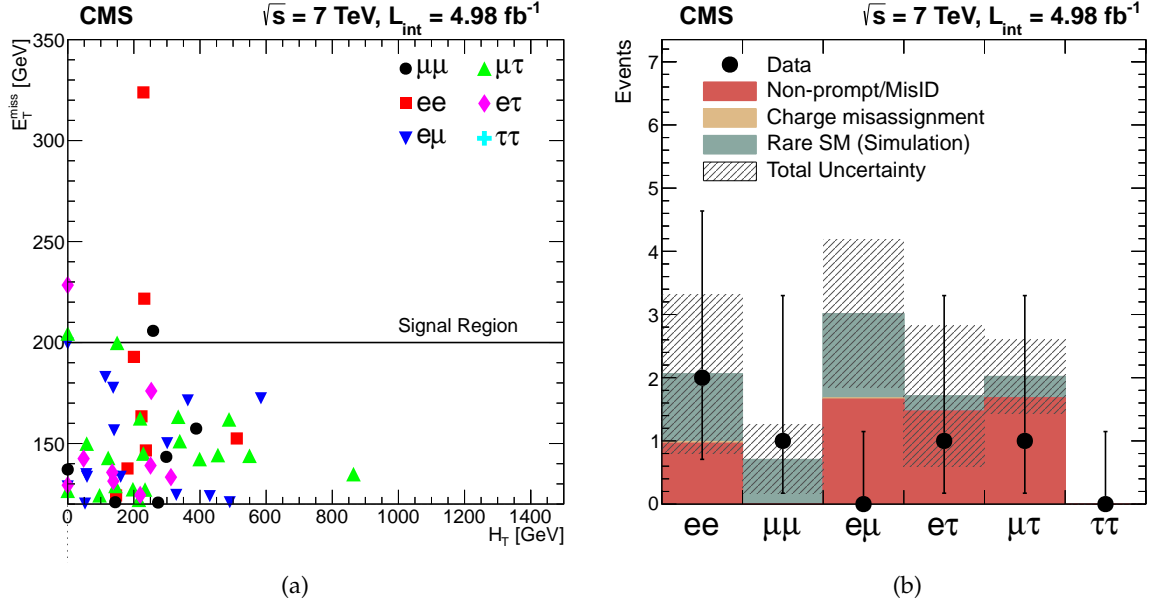 CMS √s = 7 TeV, L_int = 4.98 fb⁻¹
E_T^miss [GeV]
350
300
250
200
150
μμ μτ
ee eτ
eμ ττ
Signal Region
0 200 400 600 800 1000 1200 1400
H_T [GeV]
(a)
CMS √s = 7 TeV, L_int = 4.98 fb⁻¹
Events
7
6
5
4
3
2
1
0
Data
Non-prompt/MisID
Charge misassignment
Rare SM (Simulation)
Total Uncertainty
ee μμ eμ eτ μτ ττ
(b)